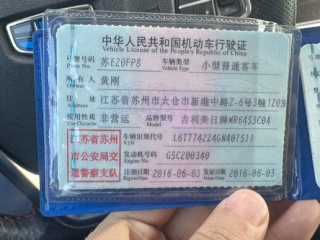 中华人民共和国机动车行驶证
Vehicle License of the People's Republic of China
号牌号码 苏EZ0FP8 车辆类型 小型普通客车
Plate No. Vehicle Type
所有人 黄刚
Owner
住址 江苏省苏州市太仓市新港中路2-6号3幢120室
Address
使用性质 非营运 品牌型号 吉利美日牌MR6453C04
江苏省苏州市公安局交通警察支队
车辆识别代号 L6T7742Z4GN407511
VIN
发动机号码 G5C200340
Engine No.
注册日期 2016-06-03 发证日期 2016-06-03
Register Date Issue Date